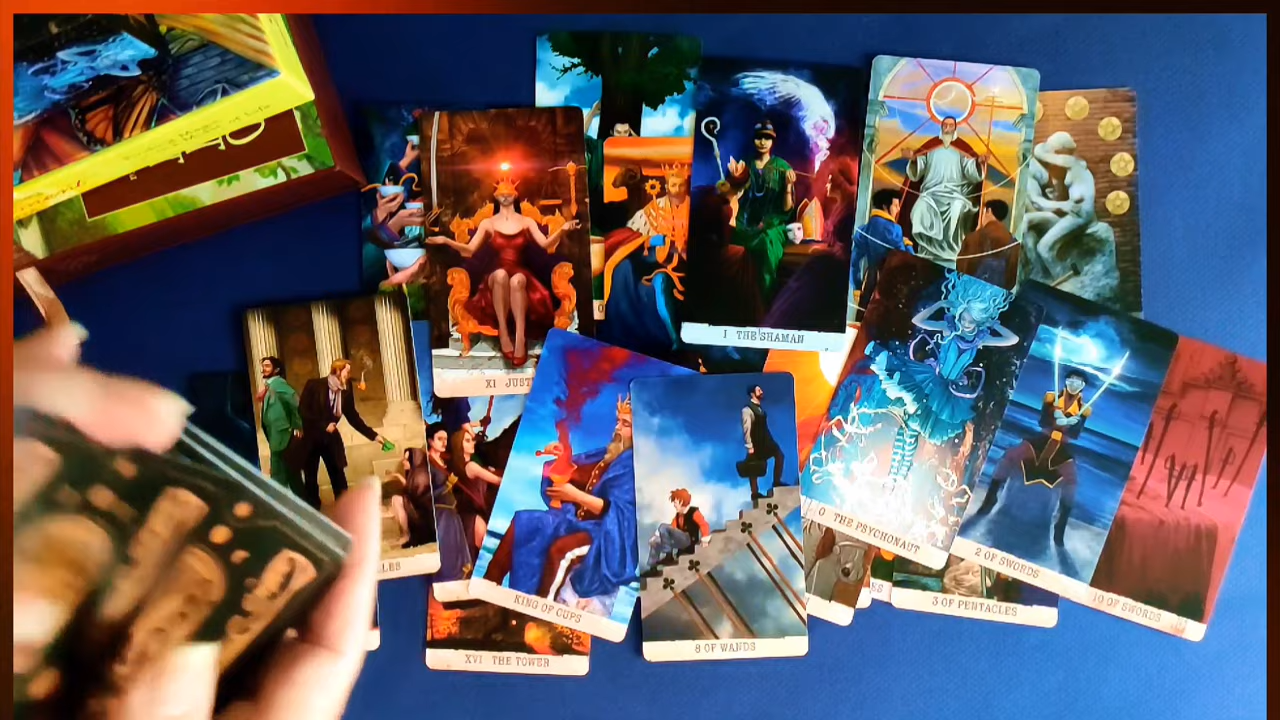 I THE SHAMAN
XI JUST
LES
KING OF CUPS
8 OF WANDS
XVI THE TOWER
0 THE PSYCHONAUT
2 OF SWORDS
10 OF SWORDS
3 OF PENTACLES
ES